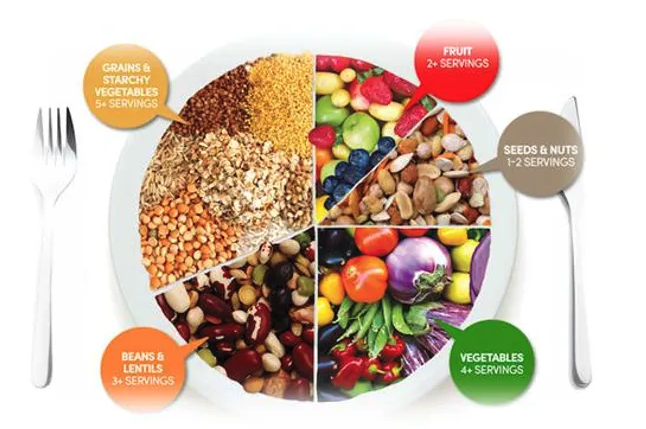 GRAINS &
STARCHY
VEGETABLES
5+ SERVINGS
FRUIT
2+ SERVINGS
SEEDS & NUTS
1-2 SERVINGS
BEANS &
LENTILS
3+ SERVINGS
VEGETABLES
4+ SERVINGS